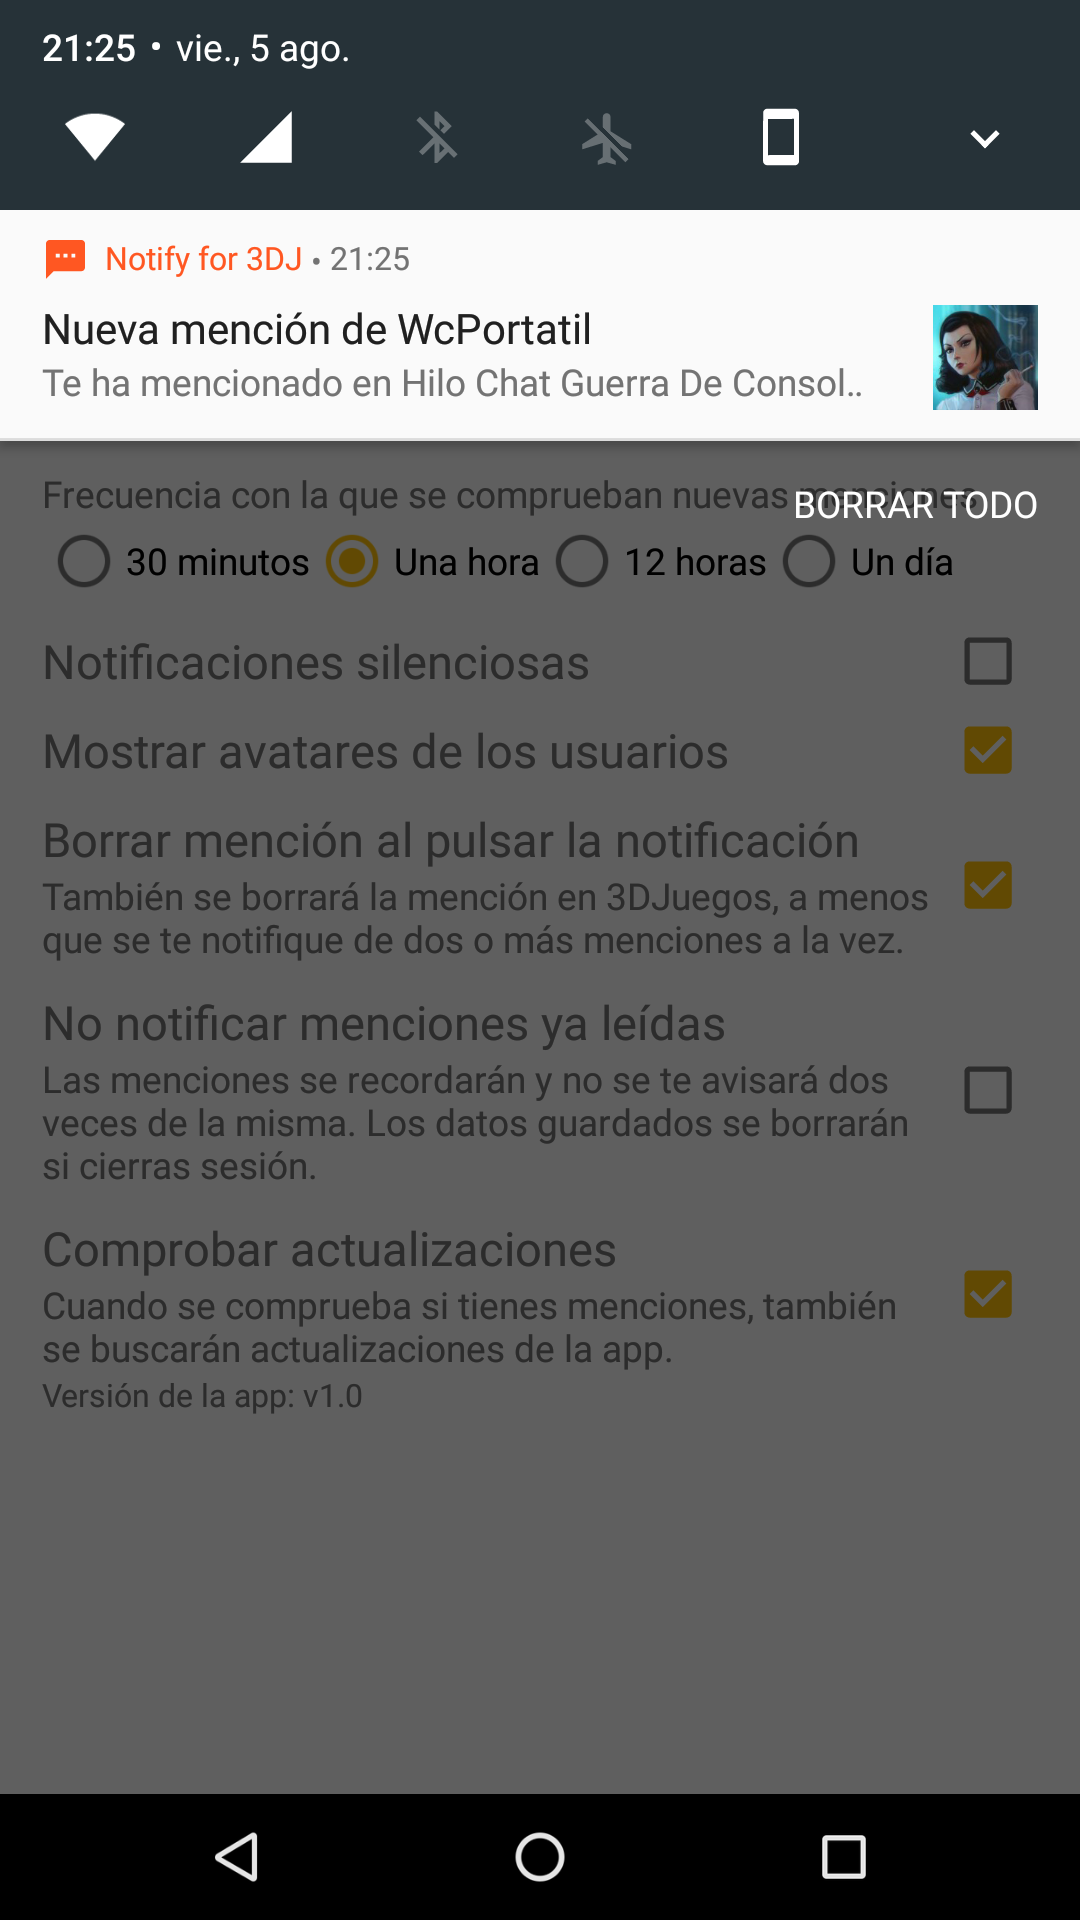 21:25 • vie., 5 ago.
Notify for 3DJ • 21:25
Nueva mención de WcPortatil
Te ha mencionado en Hilo Chat Guerra De Consol..
Frecuencia con la que se comprueban nuevas menciones
BORRAR TODO
30 minutos Una hora 12 horas Un día
Notificaciones silenciosas
Mostrar avatares de los usuarios
Borrar mención al pulsar la notificación
También se borrará la mención en 3DJuegos, a menos
que se te notifique de dos o más menciones a la vez.
No notificar menciones ya leídas
Las menciones se recordarán y no se te avisará dos
veces de la misma. Los datos guardados se borrarán
si cierras sesión.
Comprobar actualizaciones
Cuando se comprueba si tienes menciones, también
se buscarán actualizaciones de la app.
Versión de la app: v1.0